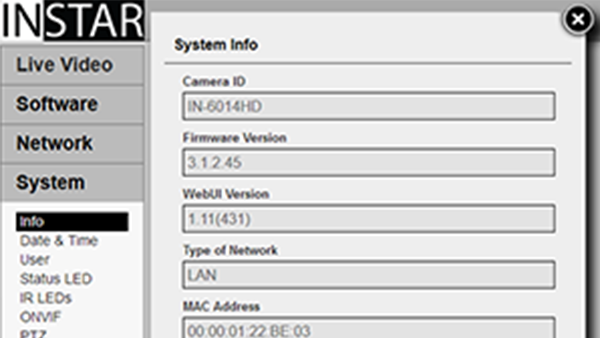 INSTAR
Live Video
Software
Network
System
Info
Date & Time
User
Status LED
IR LEDs
ONVIF
PTZ
System Info
Camera ID
IN-6014HD
Firmware Version
3.1.2.45
WebUI Version
1.11(431)
Type of Network
LAN
MAC Address
00:00:01:22:BE:03